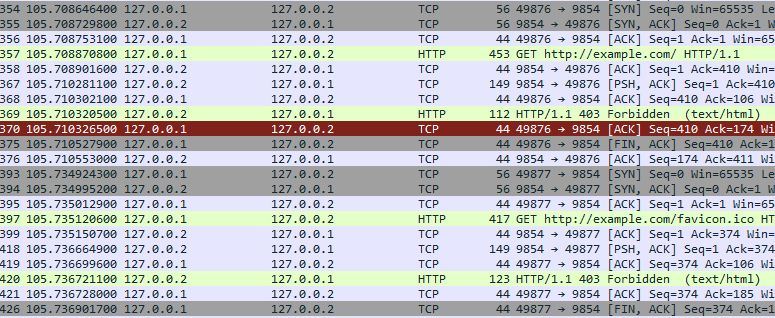 354 105.708646400 127.0.0.1 127.0.0.2 TCP 56 49876 → 9854 [SYN] Seq=0 Win=65535 Le
355 105.708729800 127.0.0.2 127.0.0.1 TCP 56 9854 → 49876 [SYN, ACK] Seq=0 Ack=1 W
356 105.708753100 127.0.0.1 127.0.0.2 TCP 44 49876 → 9854 [ACK] Seq=1 Ack=1 Win=65
357 105.708870800 127.0.0.1 127.0.0.2 HTTP 453 GET http://example.com/ HTTP/1.1
358 105.708901600 127.0.0.2 127.0.0.1 TCP 44 9854 → 49876 [ACK] Seq=1 Ack=410 Win=
367 105.710281100 127.0.0.2 127.0.0.1 TCP 149 9854 → 49876 [PSH, ACK] Seq=1 Ack=410
368 105.710302100 127.0.0.1 127.0.0.2 TCP 44 49876 → 9854 [ACK] Seq=410 Ack=106 Wi
369 105.710320500 127.0.0.2 127.0.0.1 HTTP 112 HTTP/1.1 403 Forbidden (text/html)
370 105.710326500 127.0.0.1 127.0.0.2 TCP 44 49876 → 9854 [ACK] Seq=410 Ack=174 Wi
375 105.710527900 127.0.0.1 127.0.0.2 TCP 44 49876 → 9854 [FIN, ACK] Seq=410 Ack=1
376 105.710553000 127.0.0.2 127.0.0.1 TCP 44 9854 → 49876 [ACK] Seq=174 Ack=411 Wi
393 105.734924300 127.0.0.1 127.0.0.2 TCP 56 49877 → 9854 [SYN] Seq=0 Win=65535 Le
394 105.734995200 127.0.0.2 127.0.0.1 TCP 56 9854 → 49877 [SYN, ACK] Seq=0 Ack=1 W
395 105.735012900 127.0.0.1 127.0.0.2 TCP 44 49877 → 9854 [ACK] Seq=1 Ack=1 Win=65
397 105.735120600 127.0.0.1 127.0.0.2 HTTP 417 GET http://example.com/favicon.ico HT
399 105.735150700 127.0.0.2 127.0.0.1 TCP 44 9854 → 49877 [ACK] Seq=1 Ack=374 Win=
418 105.736664900 127.0.0.2 127.0.0.1 TCP 149 9854 → 49877 [PSH, ACK] Seq=1 Ack=374
419 105.736699600 127.0.0.1 127.0.0.2 TCP 44 49877 → 9854 [ACK] Seq=374 Ack=106 Wi
420 105.736721100 127.0.0.2 127.0.0.1 HTTP 123 HTTP/1.1 403 Forbidden (text/html)
421 105.736728000 127.0.0.1 127.0.0.2 TCP 44 49877 → 9854 [ACK] Seq=374 Ack=185 Wi
426 105.736901700 127.0.0.1 127.0.0.2 TCP 44 49877 → 9854 [FIN, ACK] Seq=374 Ack=1